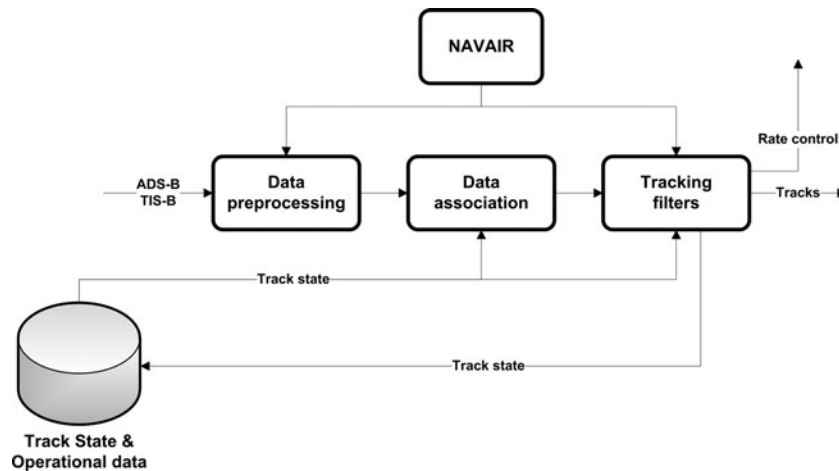 NAVAIR
Rate control
ADS-B
TIS-B
Data
preprocessing
Data
association
Tracking
filters
Tracks
Track state
Track state
Track State &
Operational data